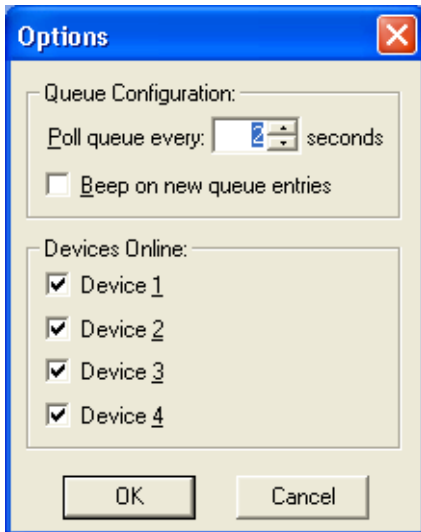 Options
Queue Configuration:
Poll queue every: 2 seconds
Beep on new queue entries
Devices Online:
Device 1
Device 2
Device 3
Device 4
OK Cancel